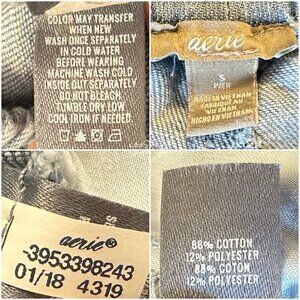 COLOR MAY TRANSFER
WHEN NEW
WASH ONCE SEPARATELY
IN COLD WATER
BEFORE WEARING
MACHINE WASH COLD
INSIDE OUT SEPARATELY
DO NOT BLEACH
TUMBLE DRY LOW
COOL IRON IF NEEDED.
aerie
S
P/CH
MADE IN VIETNAM
FABRIQUÉ AU VIETNAM
HECHO EN VIETNAM
aerie®
-3953398243
01/18 4319
88% COTTON
12% POLYESTER
88% COTON
12% POLYESTER